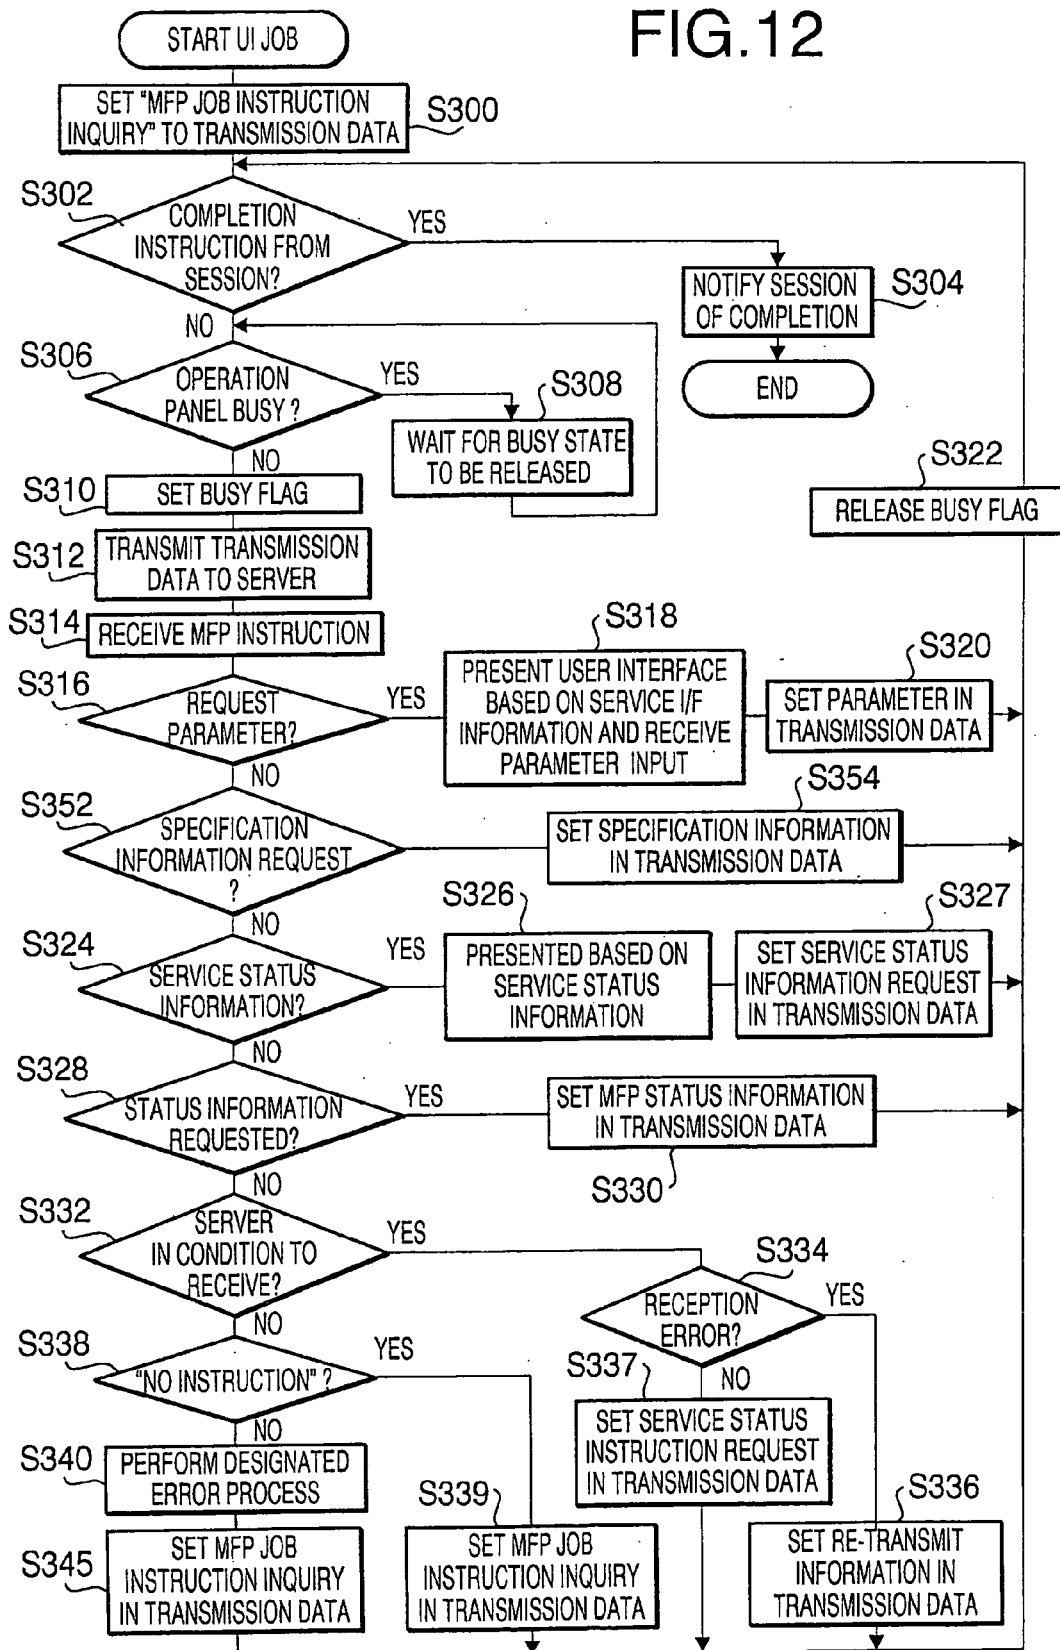 FIG.12
START UI JOB
SET "MFP JOB INSTRUCTION
INQUIRY" TO TRANSMISSION DATA
S300
S302
COMPLETION
INSTRUCTION FROM
SESSION?
YES
NO
NOTIFY SESSION
OF COMPLETION
S304
END
S306
OPERATION
PANEL BUSY ?
YES
NO
S308
WAIT FOR BUSY STATE
TO BE RELEASED
S310
SET BUSY FLAG
S322
RELEASE BUSY FLAG
S312
TRANSMIT TRANSMISSION
DATA TO SERVER
S314
RECEIVE MFP INSTRUCTION
S316
REQUEST
PARAMETER?
YES
NO
S318
PRESENT USER INTERFACE
BASED ON SERVICE I/F
INFORMATION AND RECEIVE
PARAMETER INPUT
S320
SET PARAMETER IN
TRANSMISSION DATA
S352
SPECIFICATION
INFORMATION REQUEST
?
NO
S354
SET SPECIFICATION INFORMATION
IN TRANSMISSION DATA
S324
SERVICE STATUS
INFORMATION?
YES
NO
S326
PRESENTED BASED ON
SERVICE STATUS
INFORMATION
S327
SET SERVICE STATUS
INFORMATION REQUEST
IN TRANSMISSION DATA
S328
STATUS INFORMATION
REQUESTED?
YES
NO
SET MFP STATUS INFORMATION
IN TRANSMISSION DATA
S330
S332
SERVER
IN CONDITION TO
RECEIVE?
YES
NO
S334
RECEPTION
ERROR?
YES
NO
S338
"NO INSTRUCTION" ?
YES
NO
S337
SET SERVICE STATUS
INSTRUCTION REQUEST
IN TRANSMISSION DATA
S340
PERFORM DESIGNATED
ERROR PROCESS
S345
SET MFP JOB
INSTRUCTION INQUIRY
IN TRANSMISSION DATA
S339
SET MFP JOB
INSTRUCTION INQUIRY
IN TRANSMISSION DATA
S336
SET RE-TRANSMIT
INFORMATION IN
TRANSMISSION DATA